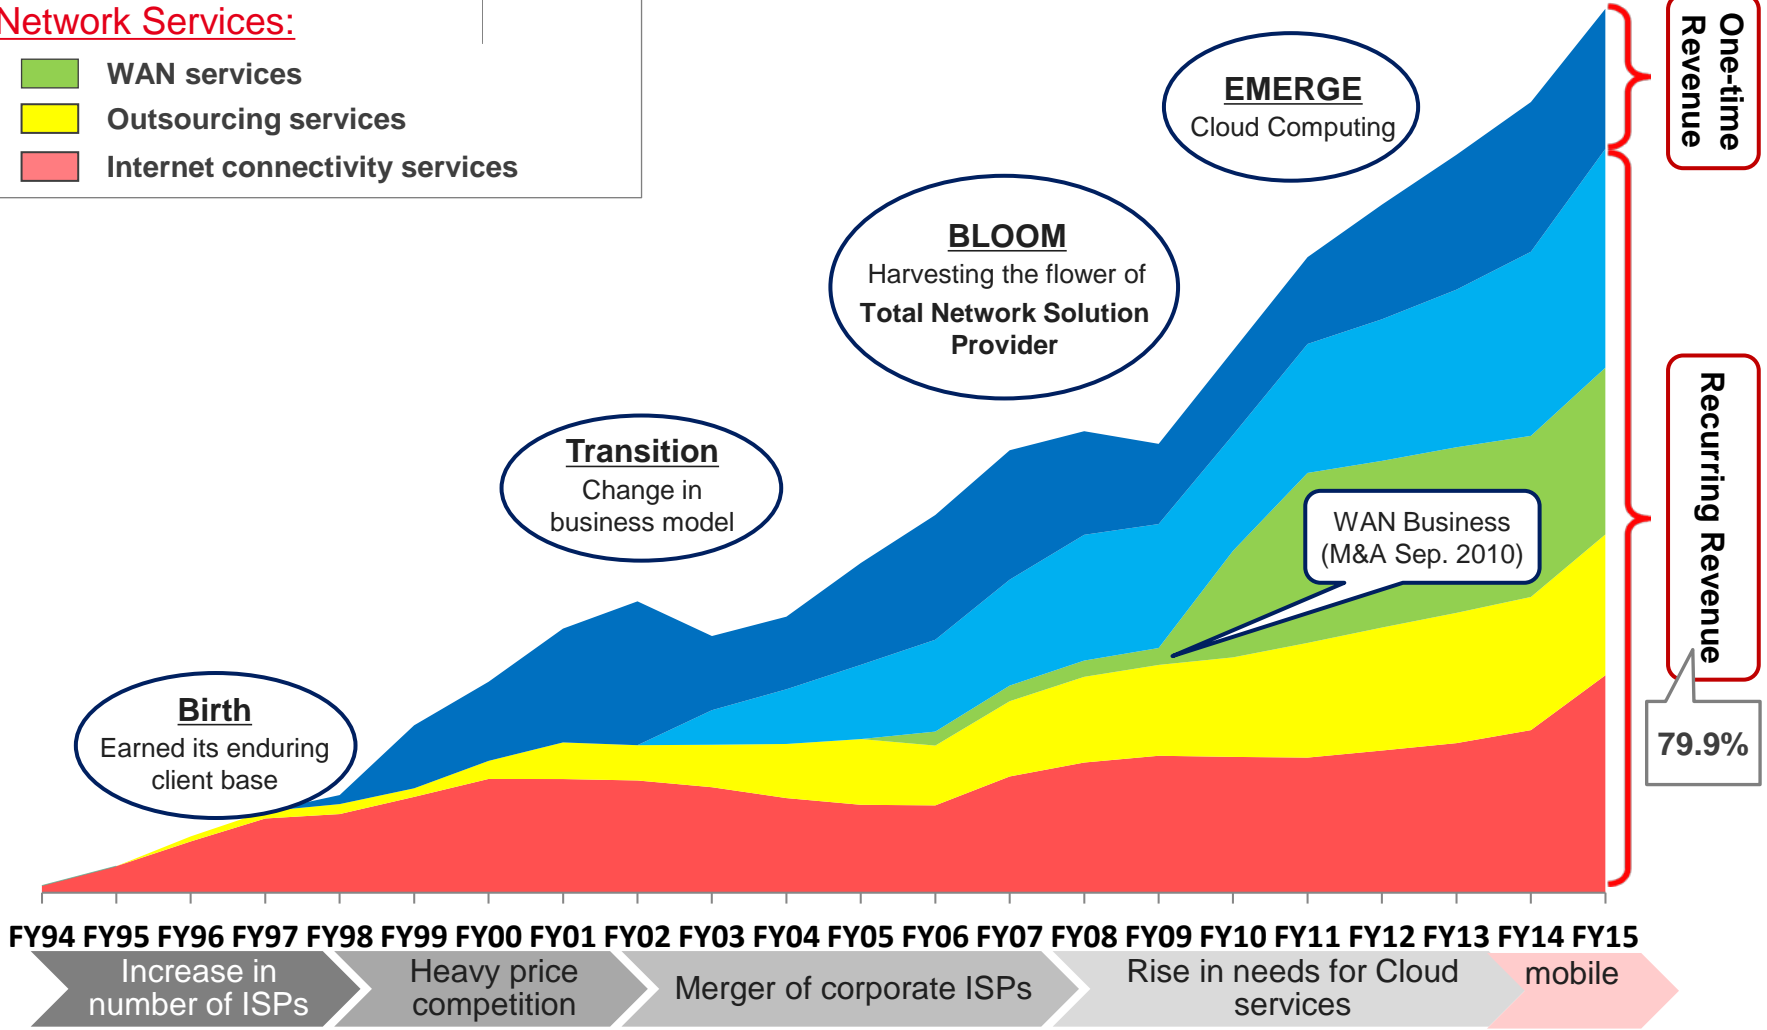 Network Services:
WAN services
Outsourcing services
Internet connectivity services
EMERGE
Cloud Computing
BLOOM
Harvesting the flower of
Total Network Solution
Provider
Transition
Change in
business model
Birth
Earned its enduring
client base
WAN Business
(M&A Sep. 2010)
One-time
Revenue
Recurring Revenue
79.9%
FY94 FY95 FY96 FY97 FY98 FY99 FY00 FY01 FY02 FY03 FY04 FY05 FY06 FY07 FY08 FY09 FY10 FY11 FY12 FY13 FY14 FY15
Increase in
number of ISPs
Heavy price
competition
Merger of corporate ISPs
Rise in needs for Cloud
services
mobile